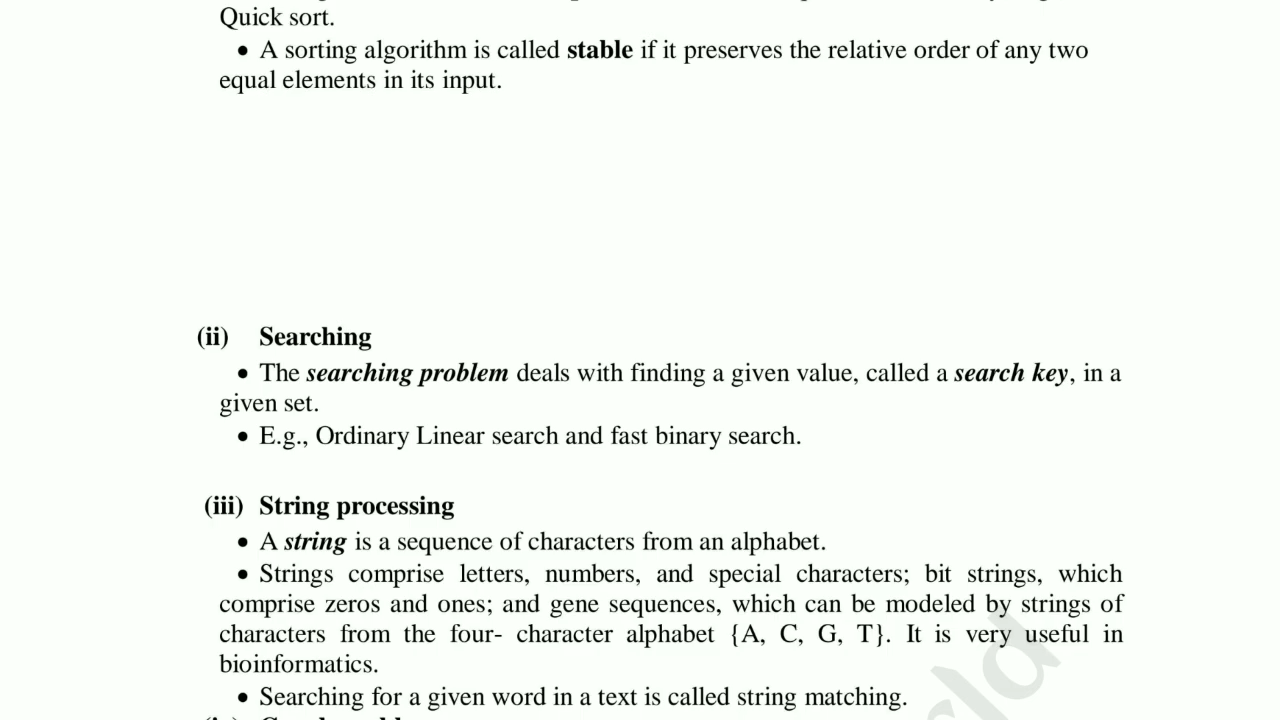 Quick sort.
• A sorting algorithm is called stable if it preserves the relative order of any two
equal elements in its input.
(ii) Searching
• The searching problem deals with finding a given value, called a search key, in a
given set.
• E.g., Ordinary Linear search and fast binary search.
(iii) String processing
• A string is a sequence of characters from an alphabet.
• Strings comprise letters, numbers, and special characters; bit strings, which
comprise zeros and ones; and gene sequences, which can be modeled by strings of
characters from the four- character alphabet {A, C, G, T}. It is very useful in
bioinformatics.
• Searching for a given word in a text is called string matching.